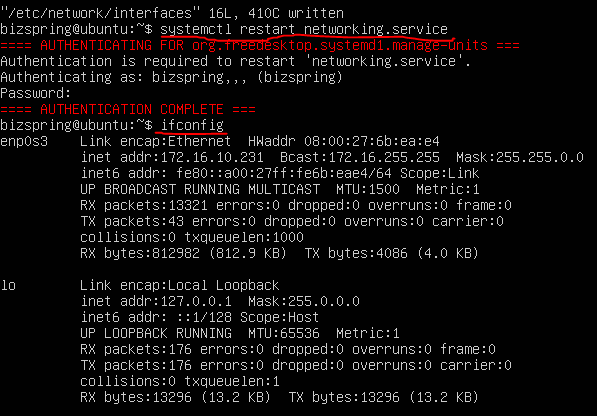 "/etc/network/interfaces" 16L, 410C written
bizspring@ubuntu:~$ systemctl restart networking.service
==== AUTHENTICATING FOR org.freedesktop.systemd1.manage-units ===
Authentication is required to restart 'networking.service'.
Authenticating as: bizspring,,, (bizspring)
Password:
==== AUTHENTICATION COMPLETE ===
bizspring@ubuntu:~$ ifconfig
enp0s3    Link encap:Ethernet  HWaddr 08:00:27:6b:ea:e4
          inet addr:172.16.10.231  Bcast:172.16.255.255  Mask:255.255.0.0
          inet6 addr: fe80::a00:27ff:fe6b:eae4/64 Scope:Link
          UP BROADCAST RUNNING MULTICAST  MTU:1500  Metric:1
          RX packets:13321 errors:0 dropped:0 overruns:0 frame:0
          TX packets:43 errors:0 dropped:0 overruns:0 carrier:0
          collisions:0 txqueuelen:1000
          RX bytes:812982 (812.9 KB)  TX bytes:4086 (4.0 KB)

lo        Link encap:Local Loopback
          inet addr:127.0.0.1  Mask:255.0.0.0
          inet6 addr: ::1/128 Scope:Host
          UP LOOPBACK RUNNING  MTU:65536  Metric:1
          RX packets:176 errors:0 dropped:0 overruns:0 frame:0
          TX packets:176 errors:0 dropped:0 overruns:0 carrier:0
          collisions:0 txqueuelen:1
          RX bytes:13296 (13.2 KB)  TX bytes:13296 (13.2 KB)